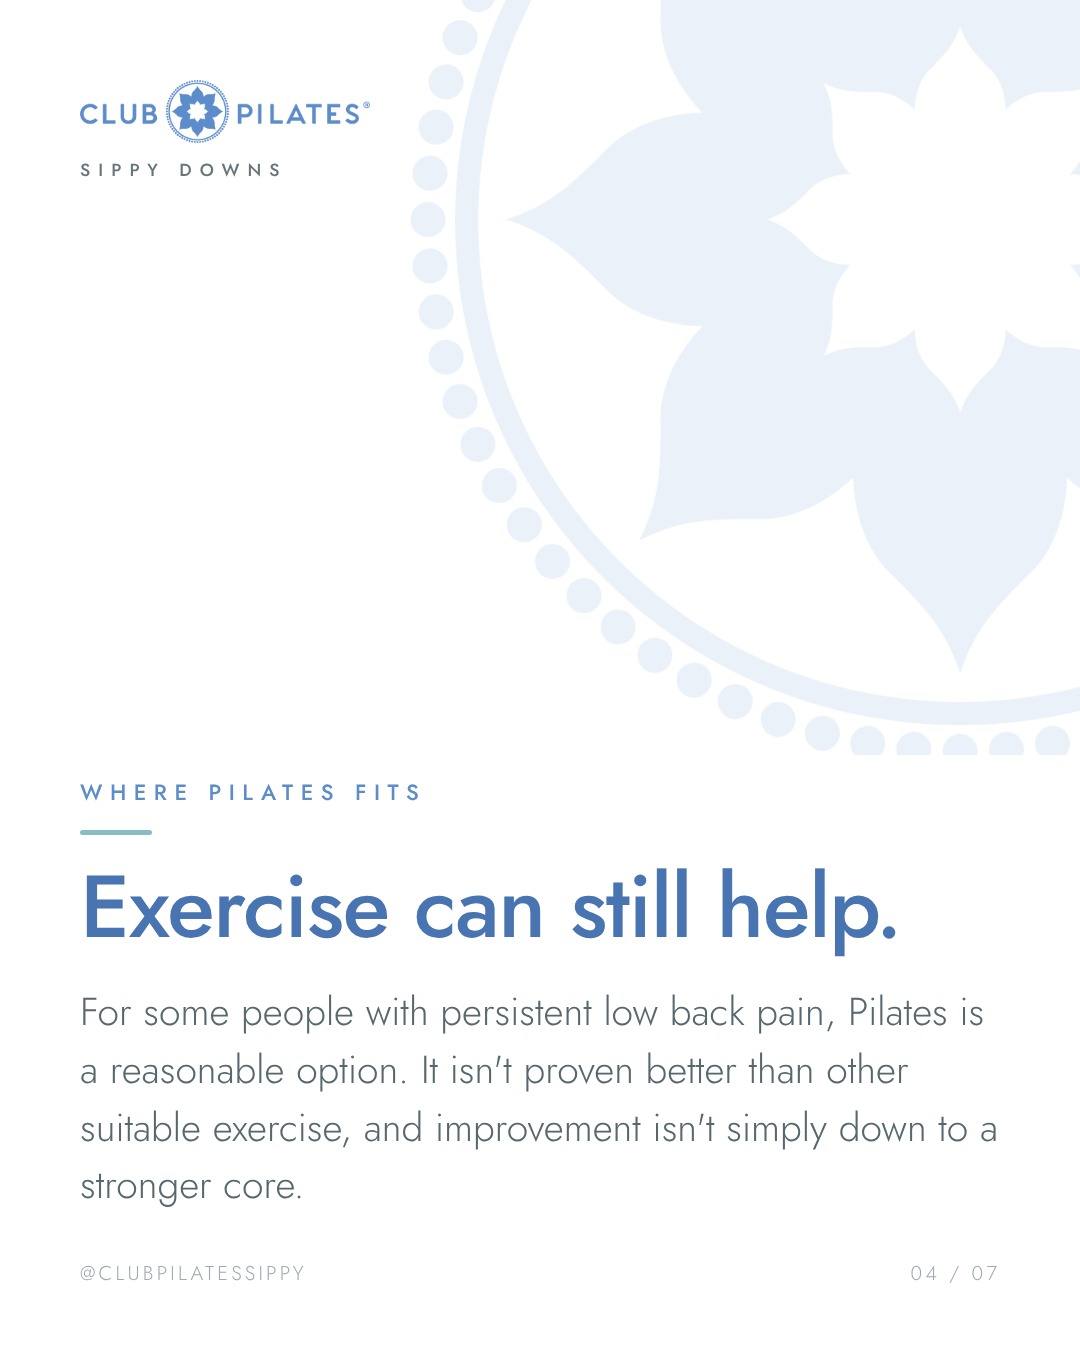 CLUB PILATES®
SIPPY DOWNS
WHERE PILATES FITS
Exercise can still help.
For some people with persistent low back pain, Pilates is
a reasonable option. It isn't proven better than other
suitable exercise, and improvement isn't simply down to a
stronger core.
@CLUBPILATESSIPPY
04 / 07